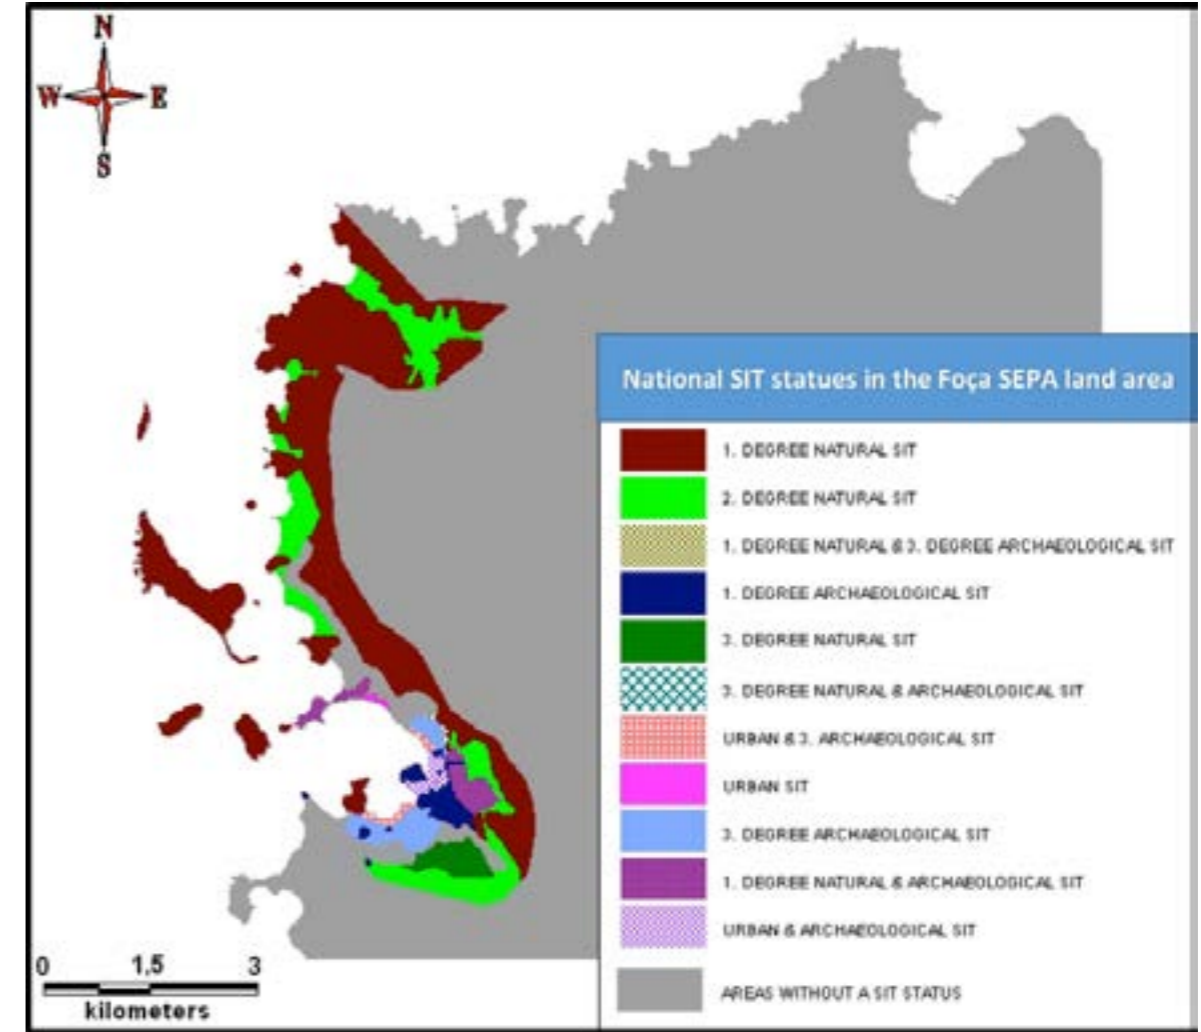 N
W E
S
National SIT statues in the Foça SEPA land area
1. DEGREE NATURAL SIT
2. DEGREE NATURAL SIT
1. DEGREE NATURAL & 3. DEGREE ARCHAEOLOGICAL SIT
1. DEGREE ARCHAEOLOGICAL SIT
3. DEGREE NATURAL SIT
3. DEGREE NATURAL & ARCHAEOLOGICAL SIT
URBAN & 3. ARCHAEOLOGICAL SIT
URBAN SIT
3. DEGREE ARCHAEOLOGICAL SIT
1. DEGREE NATURAL & ARCHAEOLOGICAL SIT
URBAN & ARCHAEOLOGICAL SIT
AREAS WITHOUT A SIT STATUS
0 1,5 3
kilometers